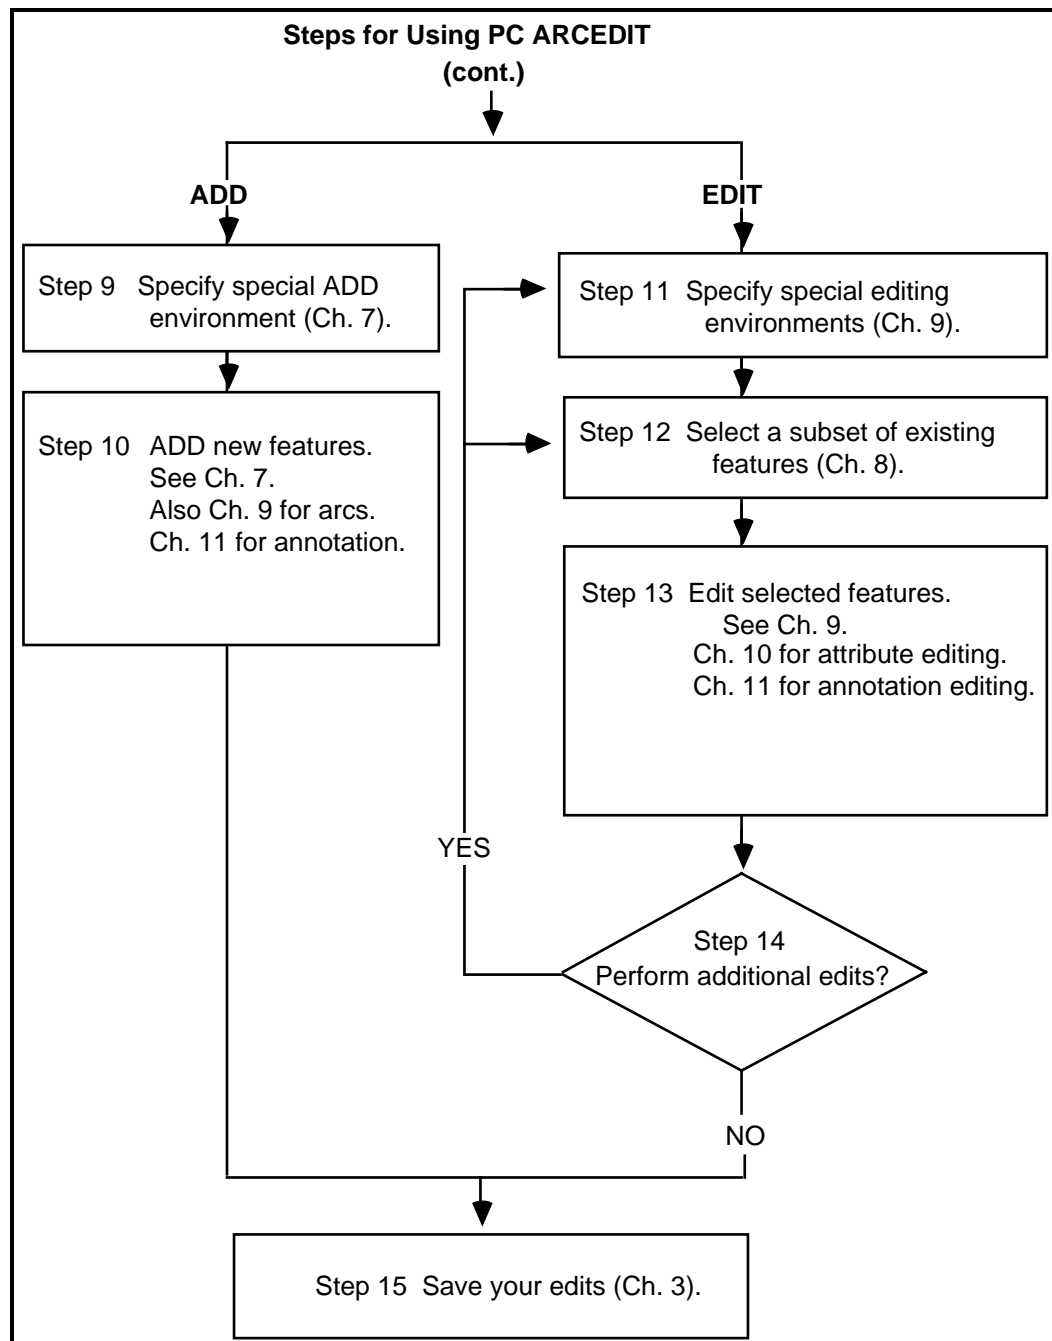 Steps for Using PC ARCEDIT
(cont.)
ADD
EDIT
Step 9 Specify special ADD
environment (Ch. 7).
Step 10 ADD new features.
See Ch. 7.
Also Ch. 9 for arcs.
Ch. 11 for annotation.
Step 11 Specify special editing
environments (Ch. 9).
Step 12 Select a subset of existing
features (Ch. 8).
Step 13 Edit selected features.
See Ch. 9.
Ch. 10 for attribute editing.
Ch. 11 for annotation editing.
YES
Step 14
Perform additional edits?
NO
Step 15 Save your edits (Ch. 3).